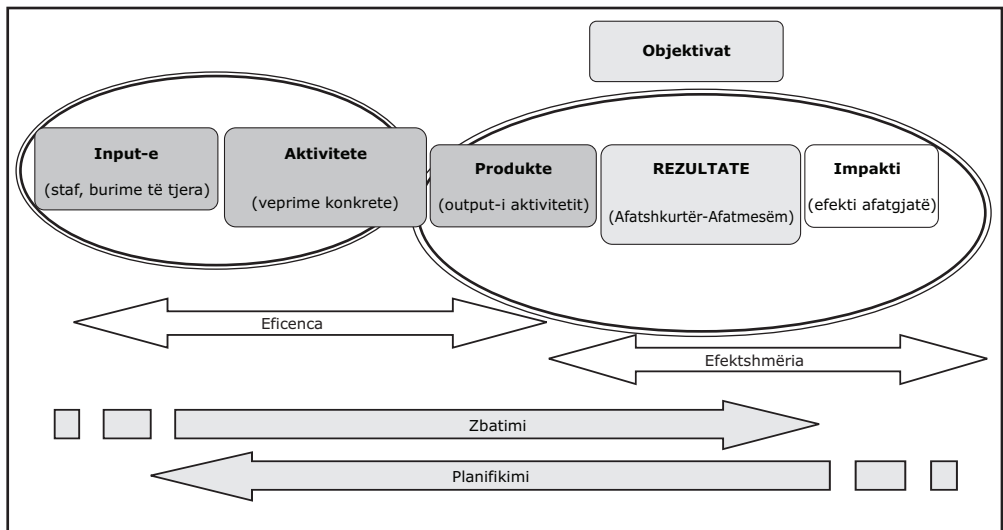 Objektivat
Input-e
(staf, burime të tjera)
Aktivitete
(veprime konkrete)
Produkte
(output-i aktivitetit)
REZULTATE
(Afatshkurtër-Afatmesëm)
Impakti
(efekti afatgjatë)
Eficenca
Efektshmëria
Zbatimi
Planifikimi